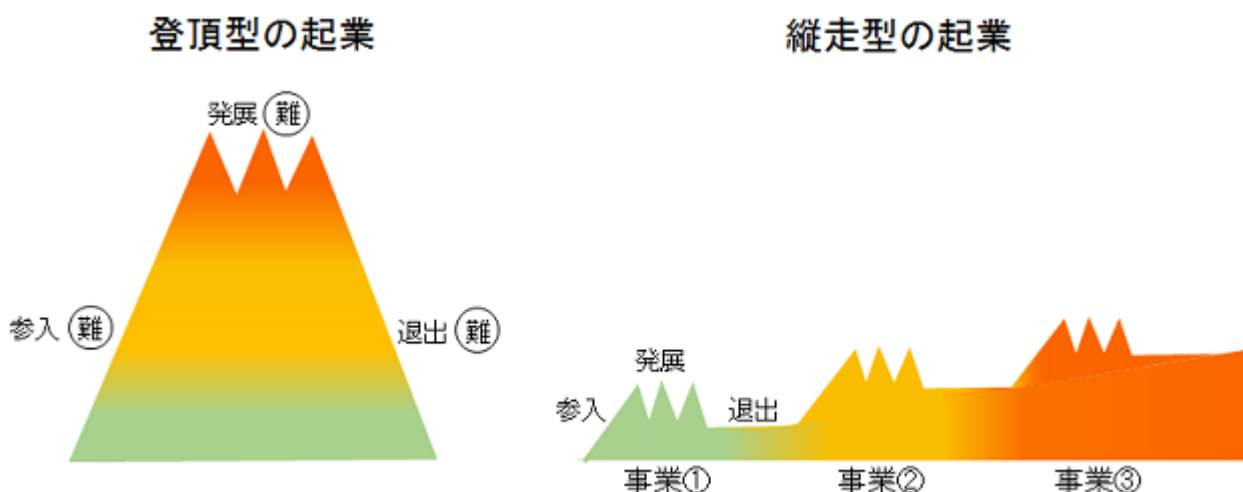 登頂型の起業
発展 難
参入 難
退出 難
縦走型の起業
発展
参入
退出
事業①
事業②
事業③